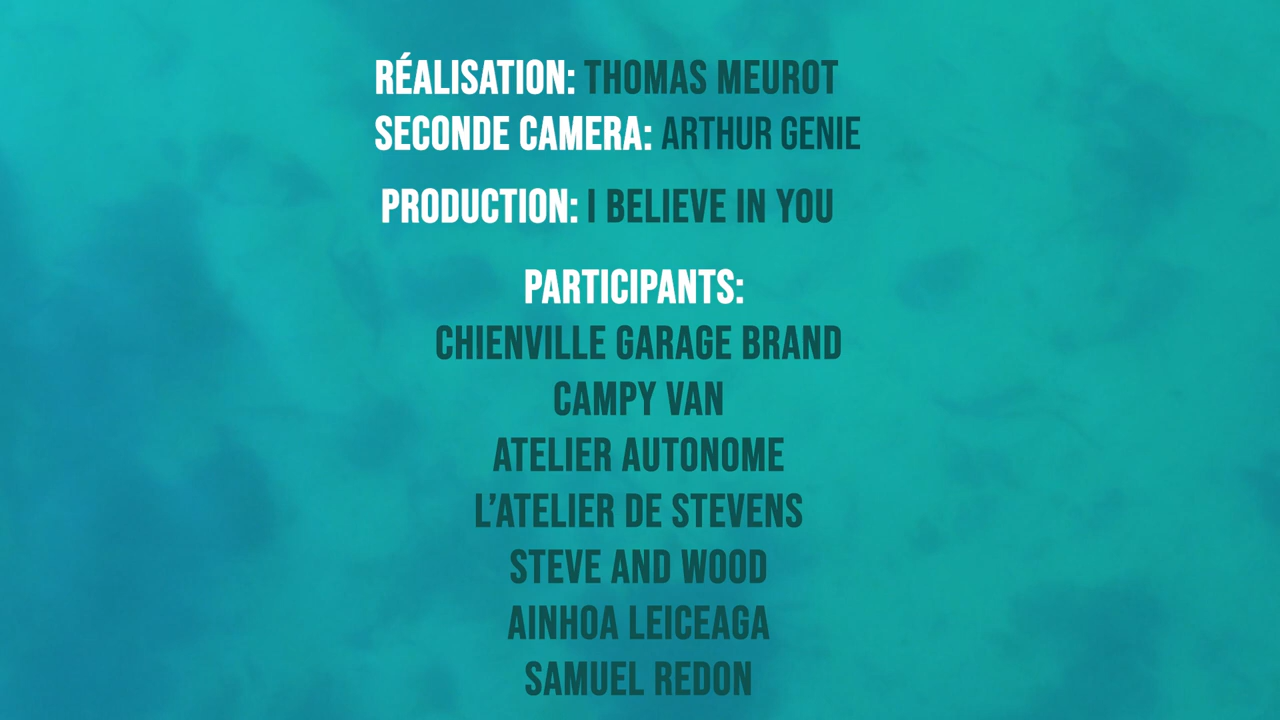 RÉALISATION: THOMAS MEUROT
SECONDE CAMERA: ARTHUR GENIE
PRODUCTION: I BELIEVE IN YOU
PARTICIPANTS:
CHIENVILLE GARAGE BRAND
CAMPY VAN
ATELIER AUTONOME
L’ATELIER DE STEVENS
STEVE AND WOOD
AINHOA LEICEAGA
SAMUEL REDON